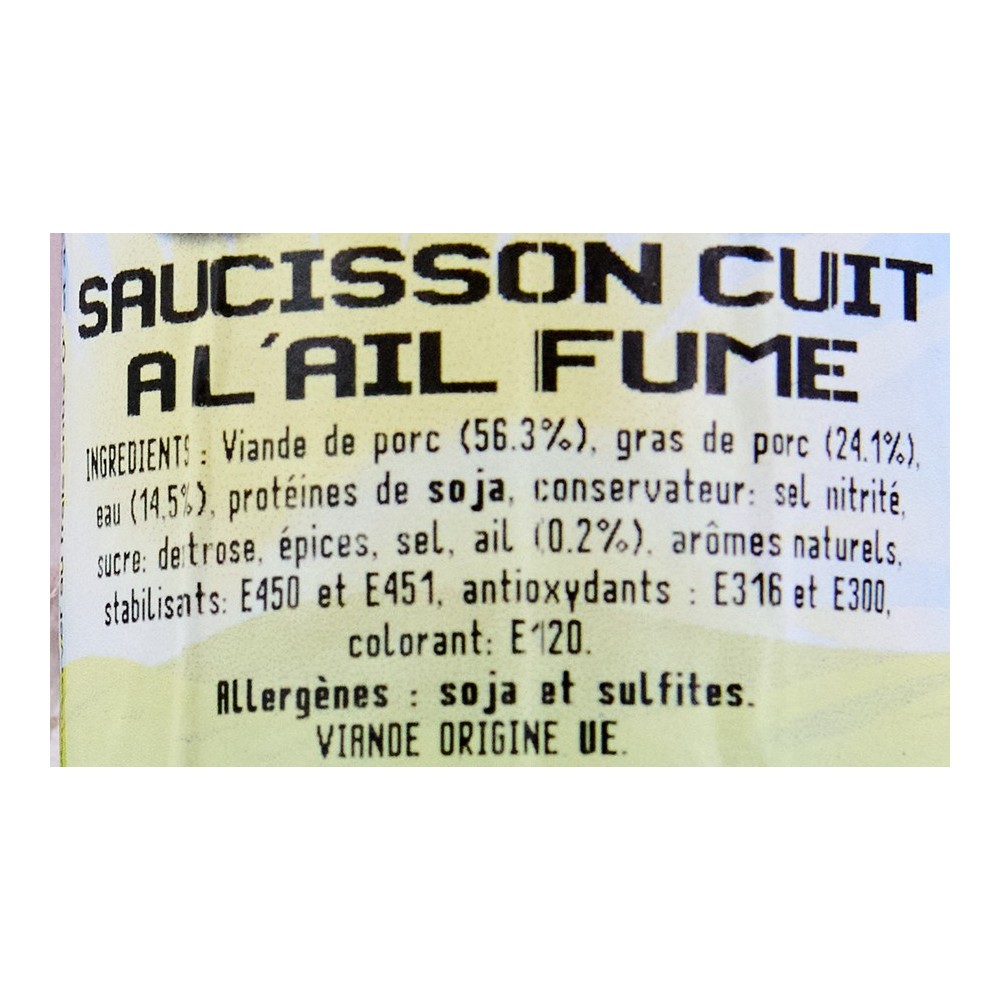 SAUCISSON CUIT
A L'AIL FUME
INGREDIENTS : Viande de porc (56.3%), gras de porc (24.1%),
eau (14.5%), protéines de soja, conservateur: sel nitrité,
sucre: detrose, épices, sel, ail (0.2%), arômes naturels,
stabilisants: E450 et E451, antioxydants : E316 et E300,
colorant: E120.
Allergènes : soja et sulfites.
VIANDE ORIGINE UE.